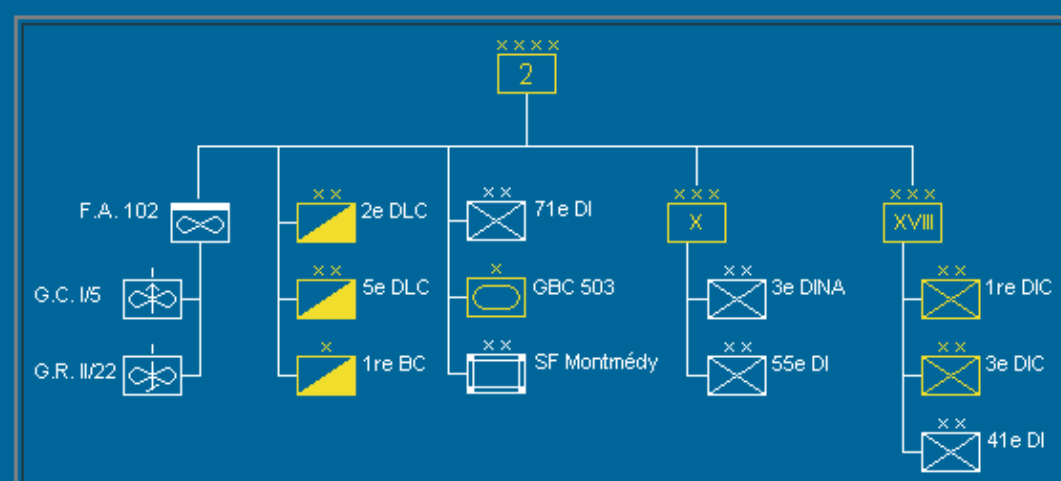 2
F.A. 102
2e DLC
71e DI
X
XVIII
G.C. I/5
5e DLC
GBC 503
3e DINA
1re DIC
G.R. II/22
1re BC
SF Montmédy
55e DI
3e DIC
41e DI